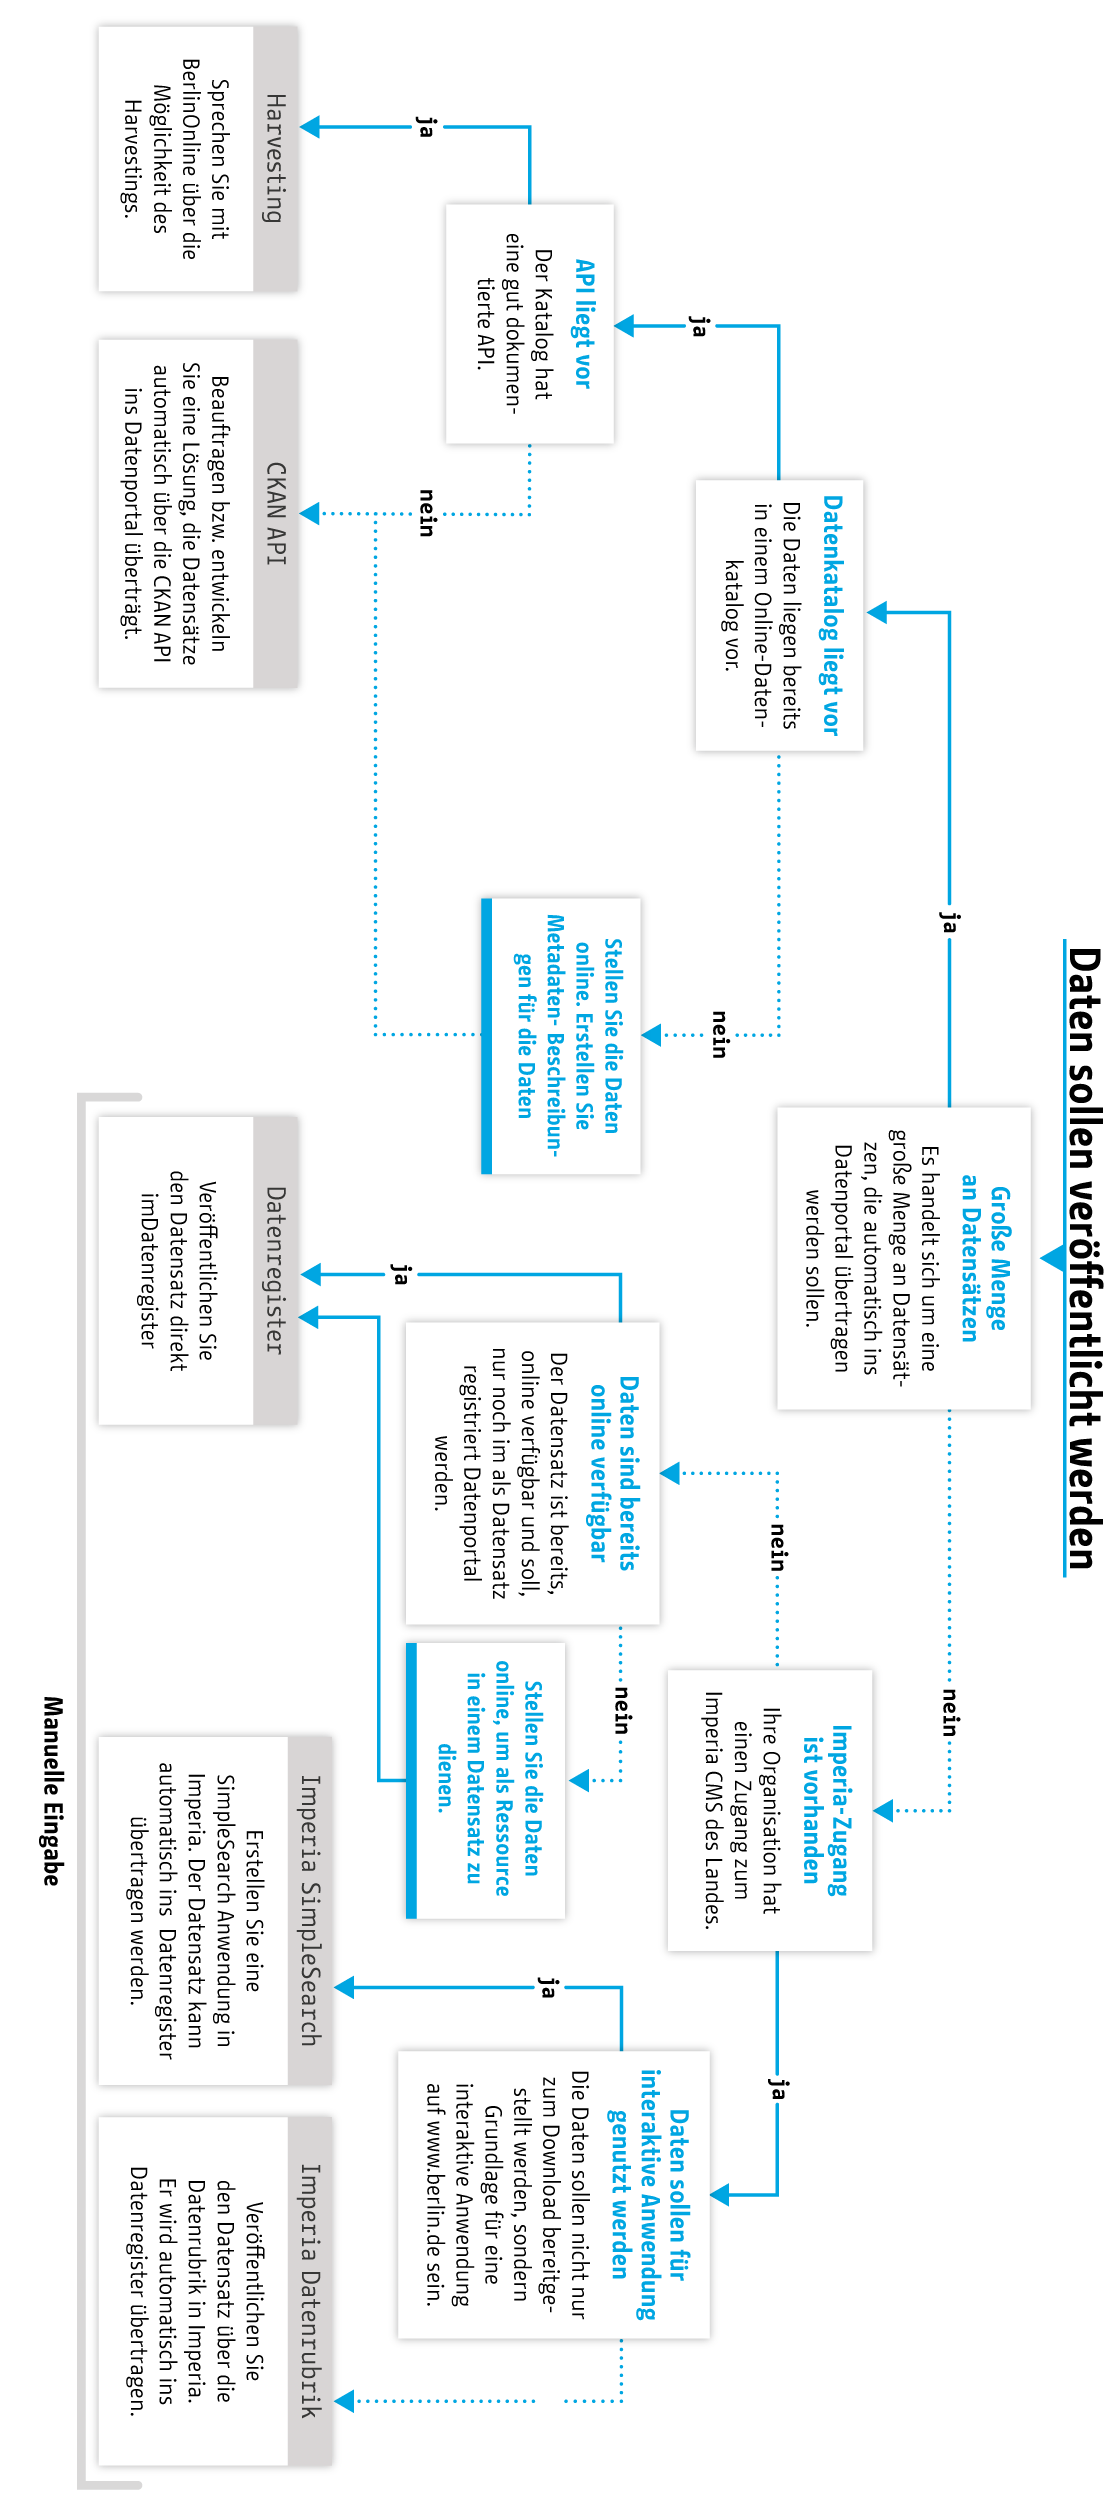 Daten sollen veröffentlicht werden
Große Menge
an Datensätzen
Es handelt sich um eine
große Menge an Datensät-
zen, die automatisch ins
Datenportal übertragen
werden sollen.
ja
nein
Datenkatalog liegt vor
Die Daten liegen bereits
in einem Online-Daten-
katalog vor.
ja
nein
Imperia-Zugang
ist vorhanden
Ihre Organisation hat
einen Zugang zum
Imperia CMS des Landes.
nein
ja
API liegt vor
Der Katalog hat
eine gut dokumen-
tierte API.
ja
nein
Stellen Sie die Daten
online. Erstellen Sie
Metadaten- Beschreibun-
gen für die Daten
Daten sind bereits
online verfügbar
Der Datensatz ist bereits,
online verfügbar und soll,
nur noch im als Datensatz
registriert Datenportal
werden.
ja
nein
Stellen Sie die Daten
online, um als Ressource
in einem Datensatz zu
dienen.
Daten sollen für
interaktive Anwendung
genutzt werden
Die Daten sollen nicht nur
zum Download bereitge-
stellt werden, sondern
Grundlage für eine
interaktive Anwendung
auf www.berlin.de sein.
ja
Harvesting
Sprechen Sie mit
BerlinOnline über die
Möglichkeit des
Harvestings.
CKAN API
Beauftragen bzw. entwickeln
Sie eine Lösung, die Datensätze
automatisch über die CKAN API
ins Datenportal überträgt.
Datenregister
Veröffentlichen Sie
den Datensatz direkt
imDatenregister
Imperia SimpleSearch
Erstellen Sie eine
SimpleSearch Anwendung in
Imperia. Der Datensatz kann
automatisch ins Datenregister
übertragen werden.
Imperia Datenrubrik
Veröffentlichen Sie
den Datensatz über die
Datenrubrik in Imperia.
Er wird automatisch ins
Datenregister übertragen.
Manuelle Eingabe